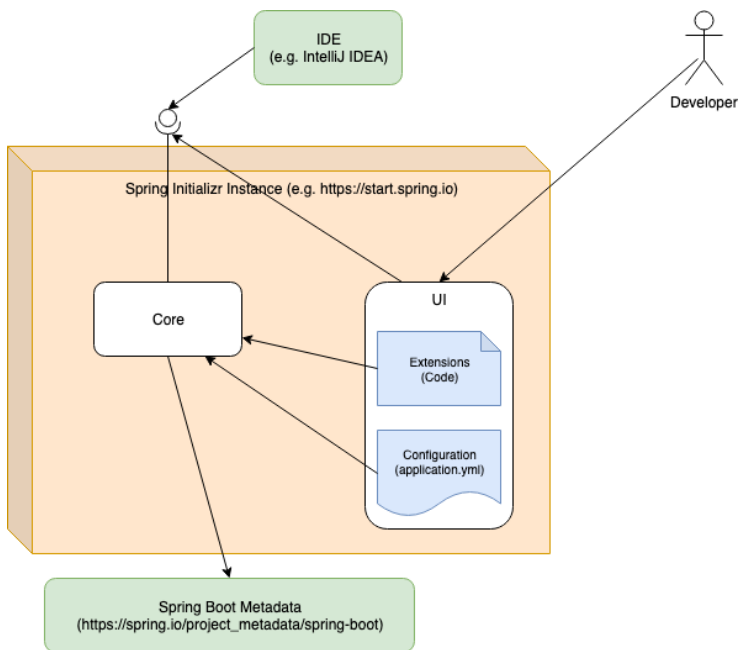 IDE
(e.g. IntelliJ IDEA)
Developer
Spring Initializr Instance (e.g. https://start.spring.io)
Core
UI
Extensions
(Code)
Configuration
(application.yml)
Spring Boot Metadata
(https://spring.io/project_metadata/spring-boot)